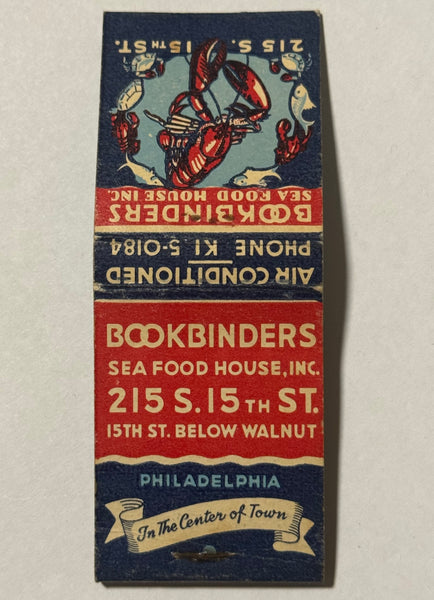 215 S. 15TH ST.
BOOKBINDERS
SEA FOOD HOUSE INC
PHONE KI 5-0184
AIR CONDITIONED
BOOKBINDERS
SEA FOOD HOUSE, INC.
215 S. 15TH ST.
15TH ST. BELOW WALNUT
PHILADELPHIA
In The Center of Town